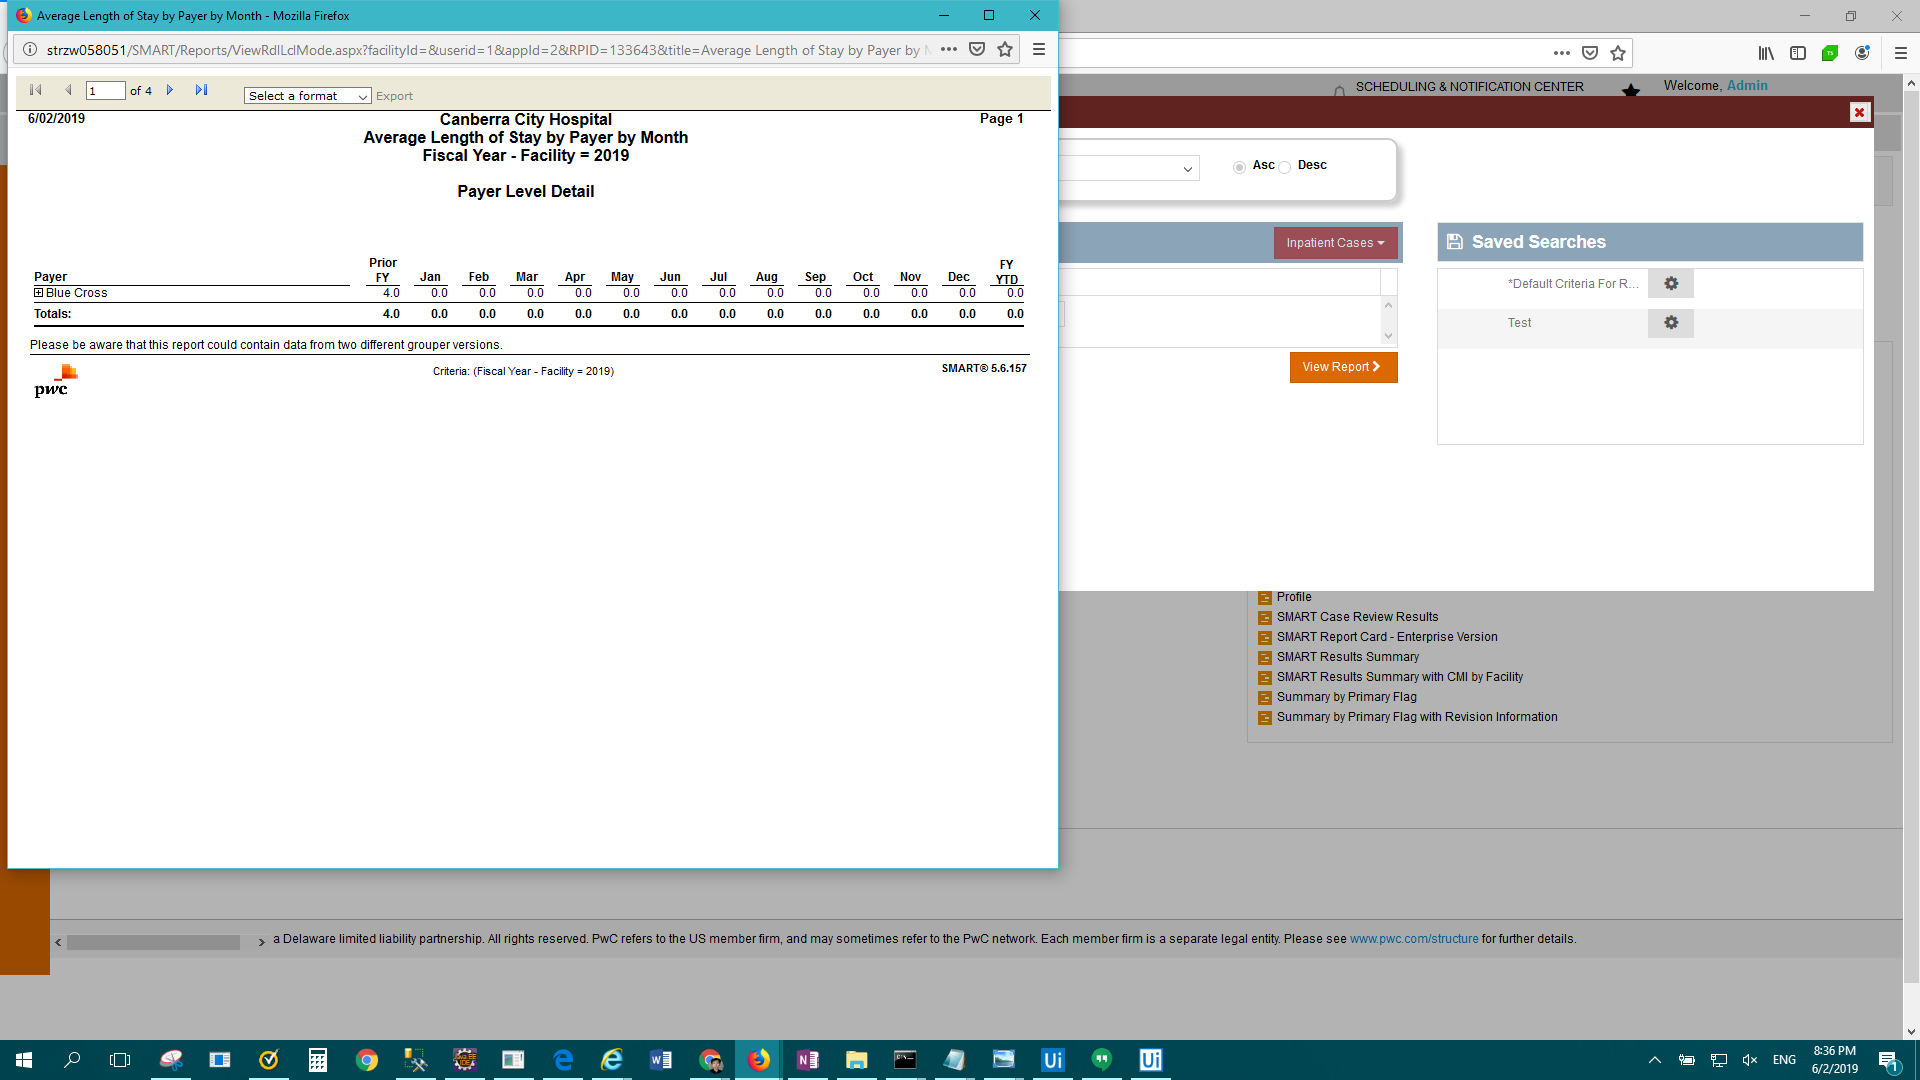 Average Length of Stay by Payer by Month - Mozilla Firefox
strzw058051/SMART/Reports/ViewRdlLclMode.aspx?facilityId=&userid=1&appId=2&RPID=133643&title=Average Length of Stay by Payer by
1 of 4 Select a format Export
6/02/2019 Canberra City Hospital Page 1
Average Length of Stay by Payer by Month
Fiscal Year - Facility = 2019
Payer Level Detail
Payer Prior FY Jan Feb Mar Apr May Jun Jul Aug Sep Oct Nov Dec FY YTD
Blue Cross 4.0 0.0 0.0 0.0 0.0 0.0 0.0 0.0 0.0 0.0 0.0 0.0 0.0 0.0
Totals: 4.0 0.0 0.0 0.0 0.0 0.0 0.0 0.0 0.0 0.0 0.0 0.0 0.0 0.0
Please be aware that this report could contain data from two different grouper versions.
pwc Criteria: (Fiscal Year - Facility = 2019) SMART® 5.6.157
SCHEDULING & NOTIFICATION CENTER Welcome, Admin
Asc Desc
Inpatient Cases
Saved Searches
*Default Criteria For R...
Test
View Report
Profile
SMART Case Review Results
SMART Report Card - Enterprise Version
SMART Results Summary
SMART Results Summary with CMI by Facility
Summary by Primary Flag
Summary by Primary Flag with Revision Information
a Delaware limited liability partnership. All rights reserved. PwC refers to the US member firm, and may sometimes refer to the PwC network. Each member firm is a separate legal entity. Please see www.pwc.com/structure for further details.
ENG 8:36 PM
6/2/2019 1